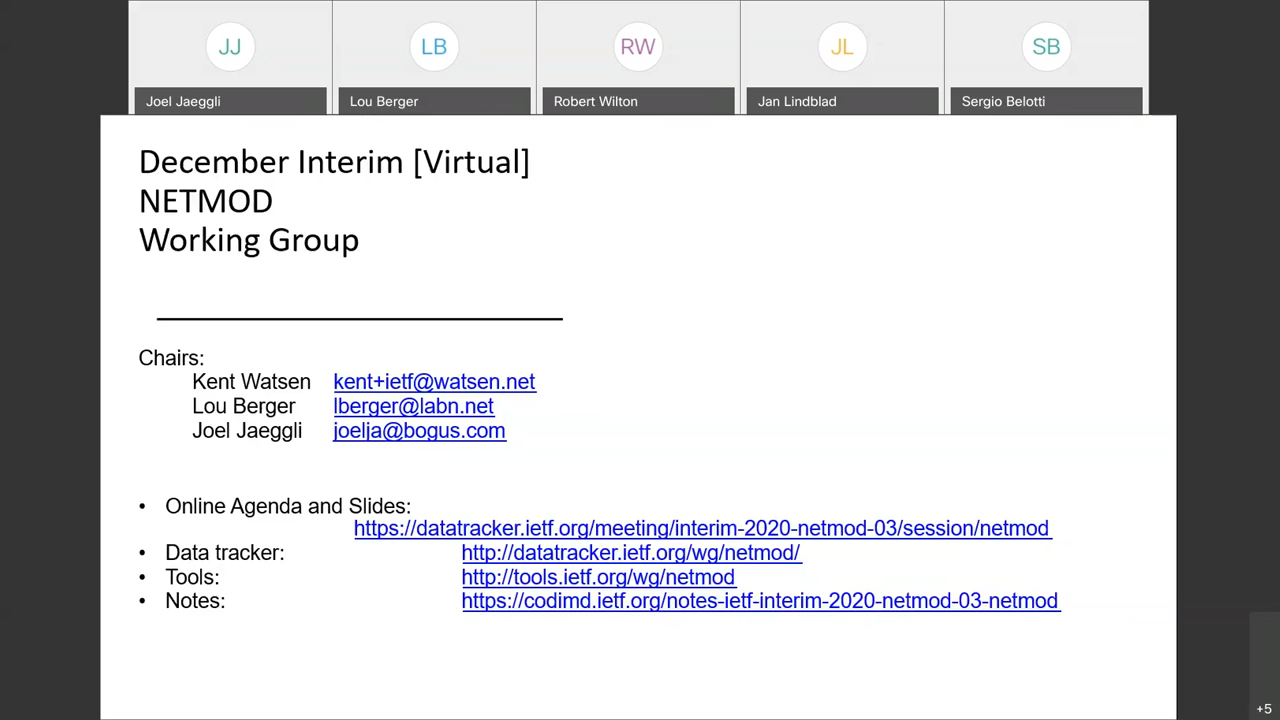 JJ
LB
RW
JL
SB
Joel Jaeggli
Lou Berger
Robert Wilton
Jan Lindblad
Sergio Belotti
December Interim [Virtual]
NETMOD
Working Group
Chairs:
Kent Watsen kent+ietf@watsen.net
Lou Berger lberger@labn.net
Joel Jaeggli joelja@bogus.com
• Online Agenda and Slides:
https://datatracker.ietf.org/meeting/interim-2020-netmod-03/session/netmod
• Data tracker: http://datatracker.ietf.org/wg/netmod/
• Tools: http://tools.ietf.org/wg/netmod
• Notes: https://codimd.ietf.org/notes-ietf-interim-2020-netmod-03-netmod
+5